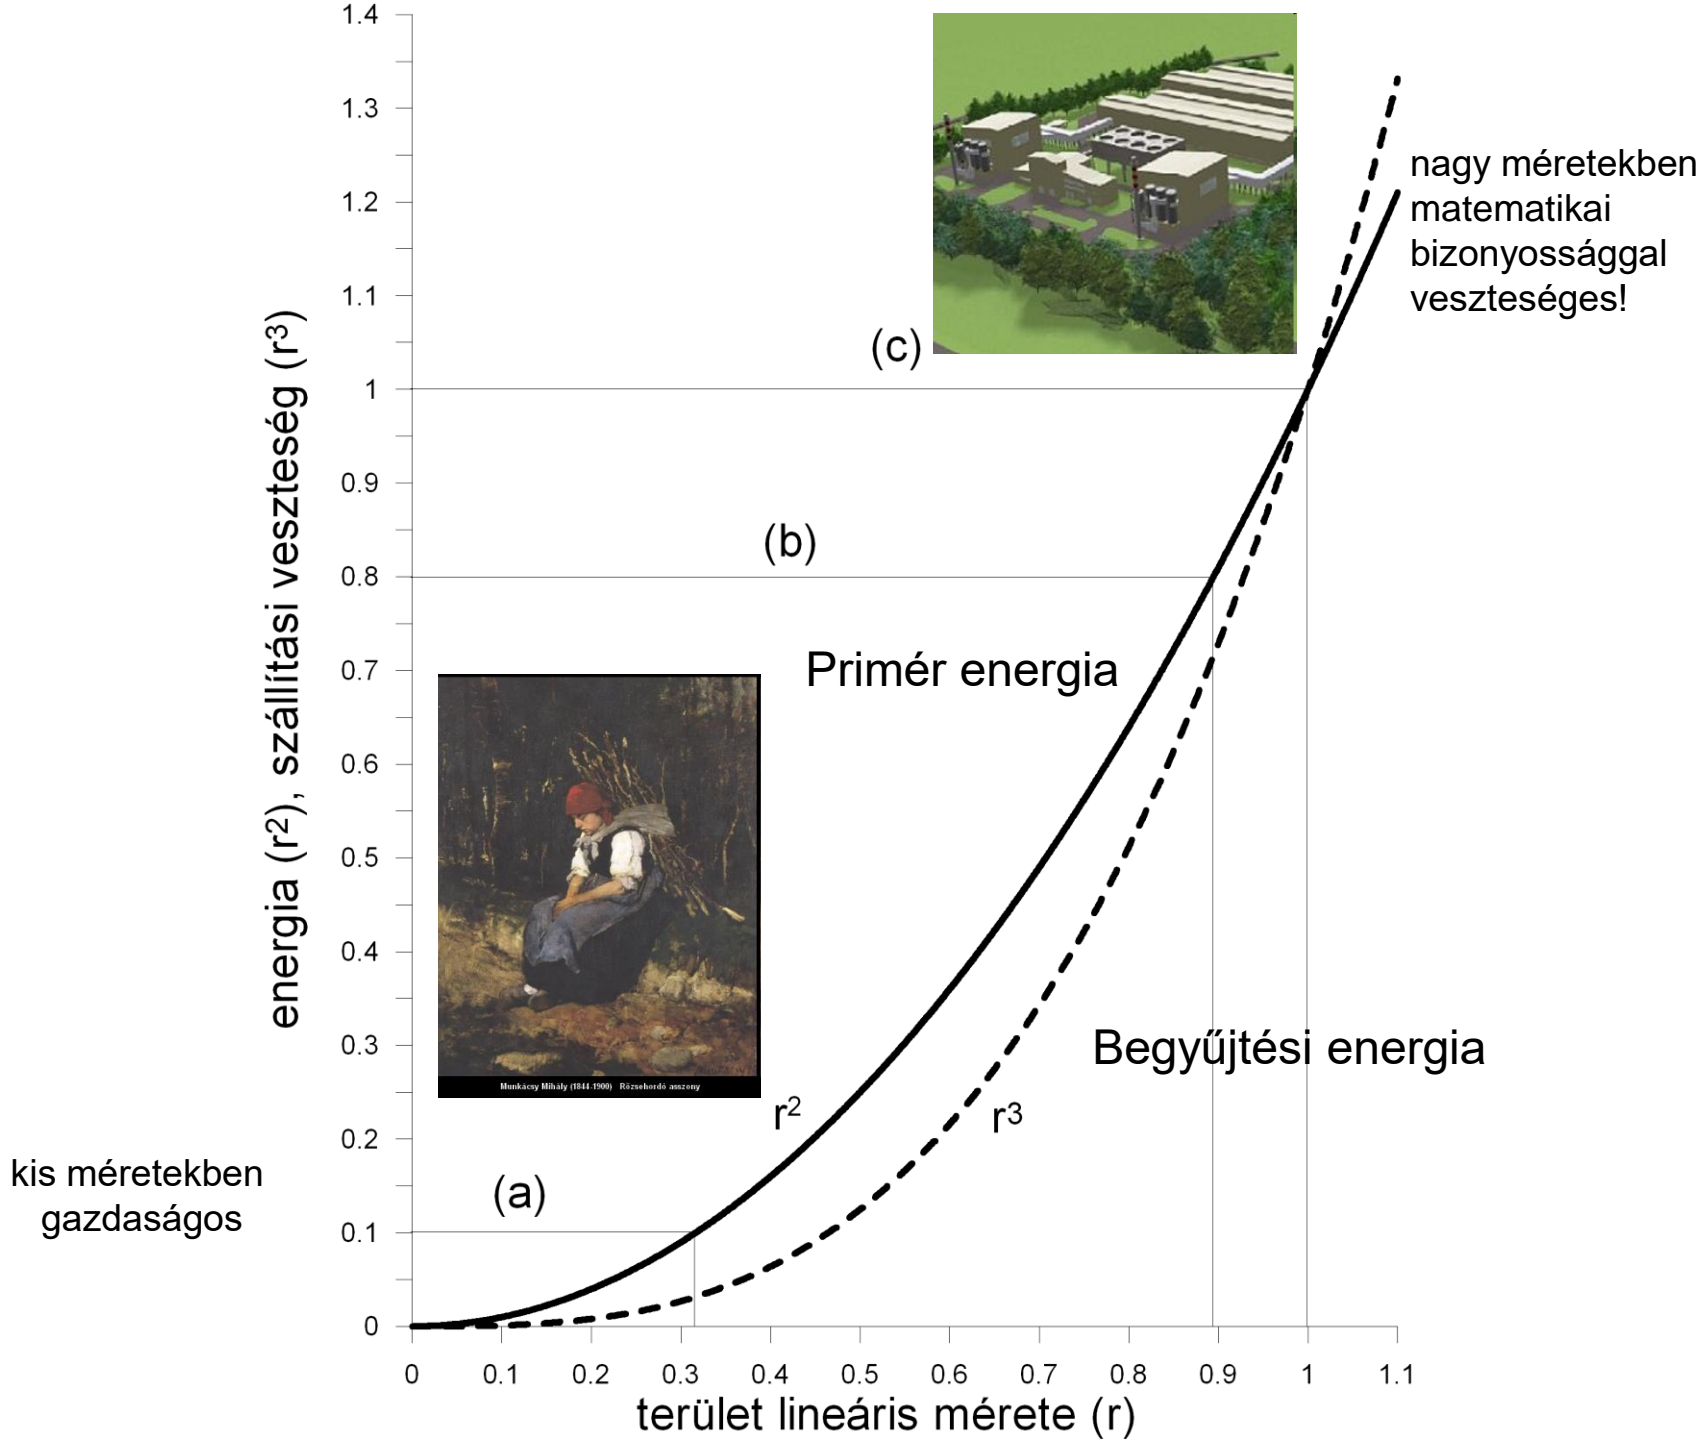 1.4
1.3
1.2
1.1
1
0.9
0.8
0.7
0.6
0.5
0.4
0.3
0.2
0.1
0
energia (r2), szállítási veszteség (r3)
nagy méretekben
matematikai
bizonyossággal
veszteséges!
(c)
(b)
Primér energia
Munkácsy Mihály (1844-1900) Rőzsehordó asszony
Begyűjtési energia
r2
r3
kis méretekben
gazdaságos
(a)
0 0.1 0.2 0.3 0.4 0.5 0.6 0.7 0.8 0.9 1 1.1
terület lineáris mérete (r)